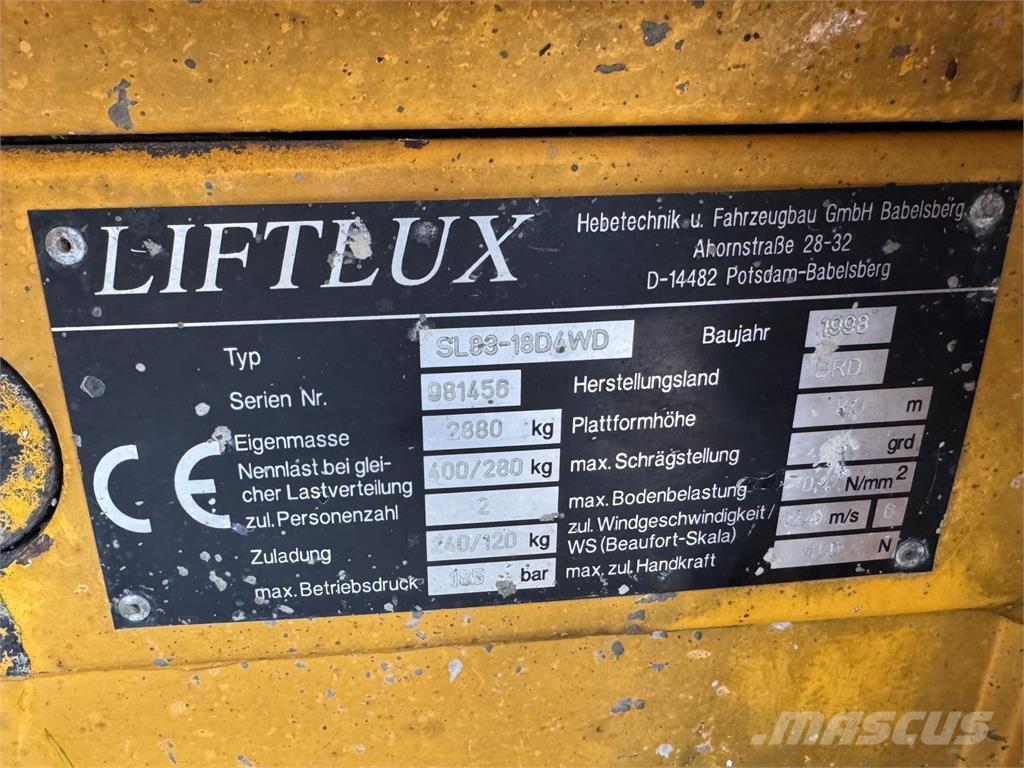 LIFTLUX
Hebetechnik u. Fahrzeugbau GmbH Babelsberg
Ahornstraße 28-32
D-14482 Potsdam-Babelsberg
Typ SL83-18D4WD
Serien Nr. 981456
Eigenmasse 2880 kg
Nennlast bei glei-
cher Lastverteilung 400/280 kg
zul. Personenzahl 2
Zuladung 240/120 kg
max. Betriebsdruck 185 bar
CE
Baujahr 1998
Herstellungsland BRD
Plattformhöhe m
max. Schrägstellung grd
max. Bodenbelastung N/mm²
zul. Windgeschwindigkeit/
WS (Beaufort-Skala) m/s 6
max. zul. Handkraft N
mascus